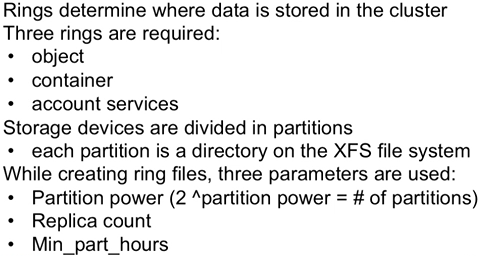 Rings determine where data is stored in the cluster
Three rings are required:
• object
• container
• account services
Storage devices are divided in partitions
• each partition is a directory on the XFS file system
While creating ring files, three parameters are used:
• Partition power (2 ^partition power = # of partitions)
• Replica count
• Min_part_hours